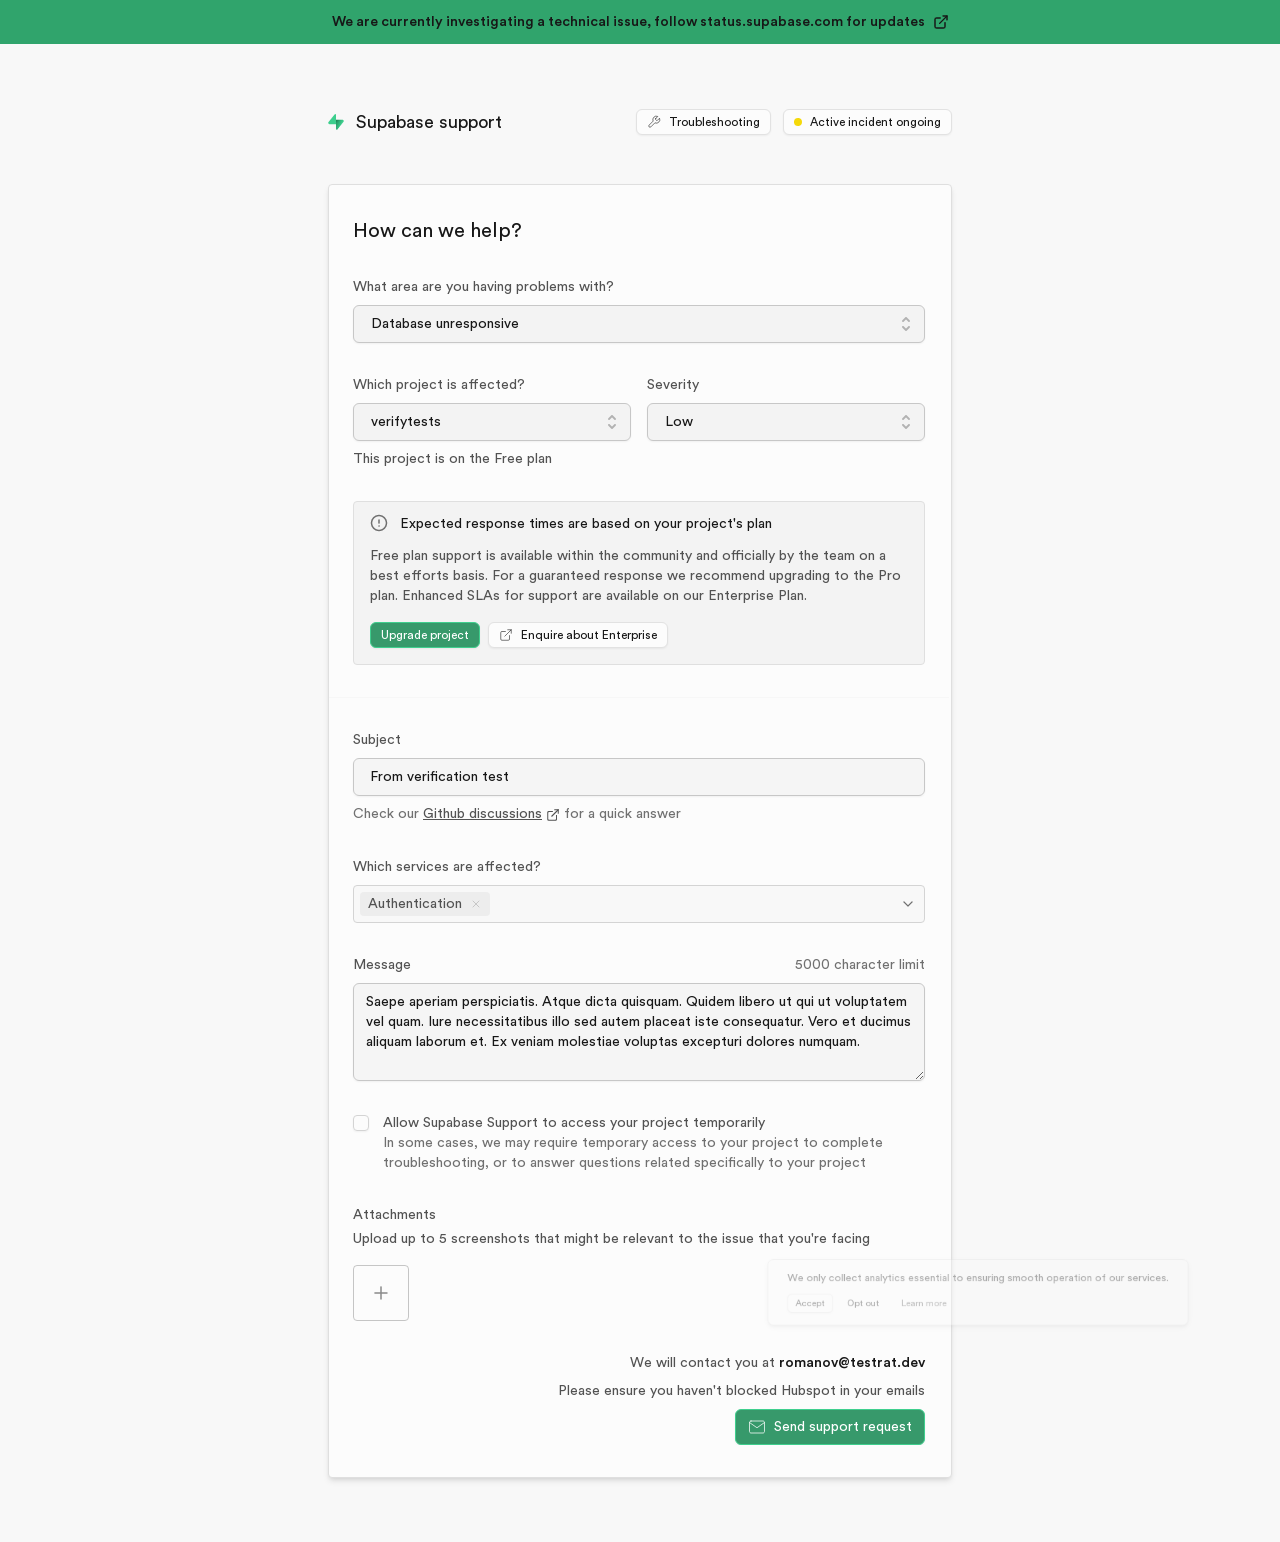 We are currently investigating a technical issue, follow status.supabase.com for updates
Supabase support
Troubleshooting
Active incident ongoing
How can we help?
What area are you having problems with?
Database unresponsive
Which project is affected?
Severity
verifytests
Low
This project is on the Free plan
Expected response times are based on your project's plan
Free plan support is available within the community and officially by the team on a
best efforts basis. For a guaranteed response we recommend upgrading to the Pro
plan. Enhanced SLAs for support are available on our Enterprise Plan.
Upgrade project
Enquire about Enterprise
Subject
From verification test
Check our Github discussions for a quick answer
Which services are affected?
Authentication
Message
5000 character limit
Saepe aperiam perspiciatis. Atque dicta quisquam. Quidem libero ut qui ut voluptatem
vel quam. Iure necessitatibus illo sed autem placeat iste consequatur. Vero et ducimus
aliquam laborum et. Ex veniam molestiae voluptas excepturi dolores numquam.
Allow Supabase Support to access your project temporarily
In some cases, we may require temporary access to your project to complete
troubleshooting, or to answer questions related specifically to your project
Attachments
Upload up to 5 screenshots that might be relevant to the issue that you're facing
We only collect analytics essential to ensuring smooth operation of our services.
Accept
Opt out
Learn more
We will contact you at romanov@testrat.dev
Please ensure you haven't blocked Hubspot in your emails
Send support request